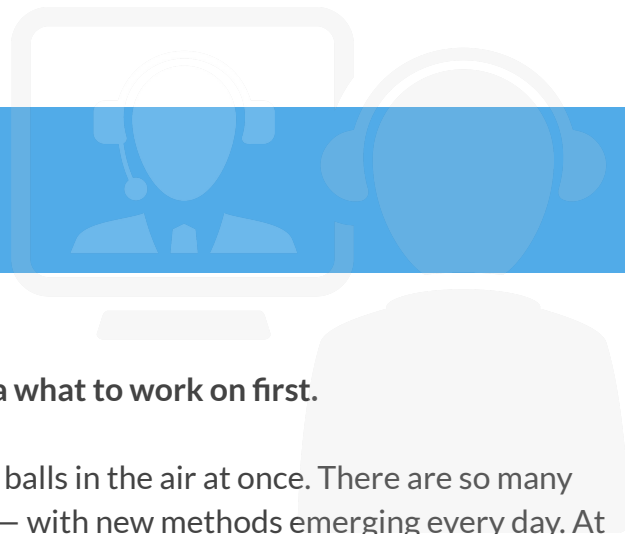 a what to work on first.
balls in the air at once. There are so many
— with new methods emerging every day. At